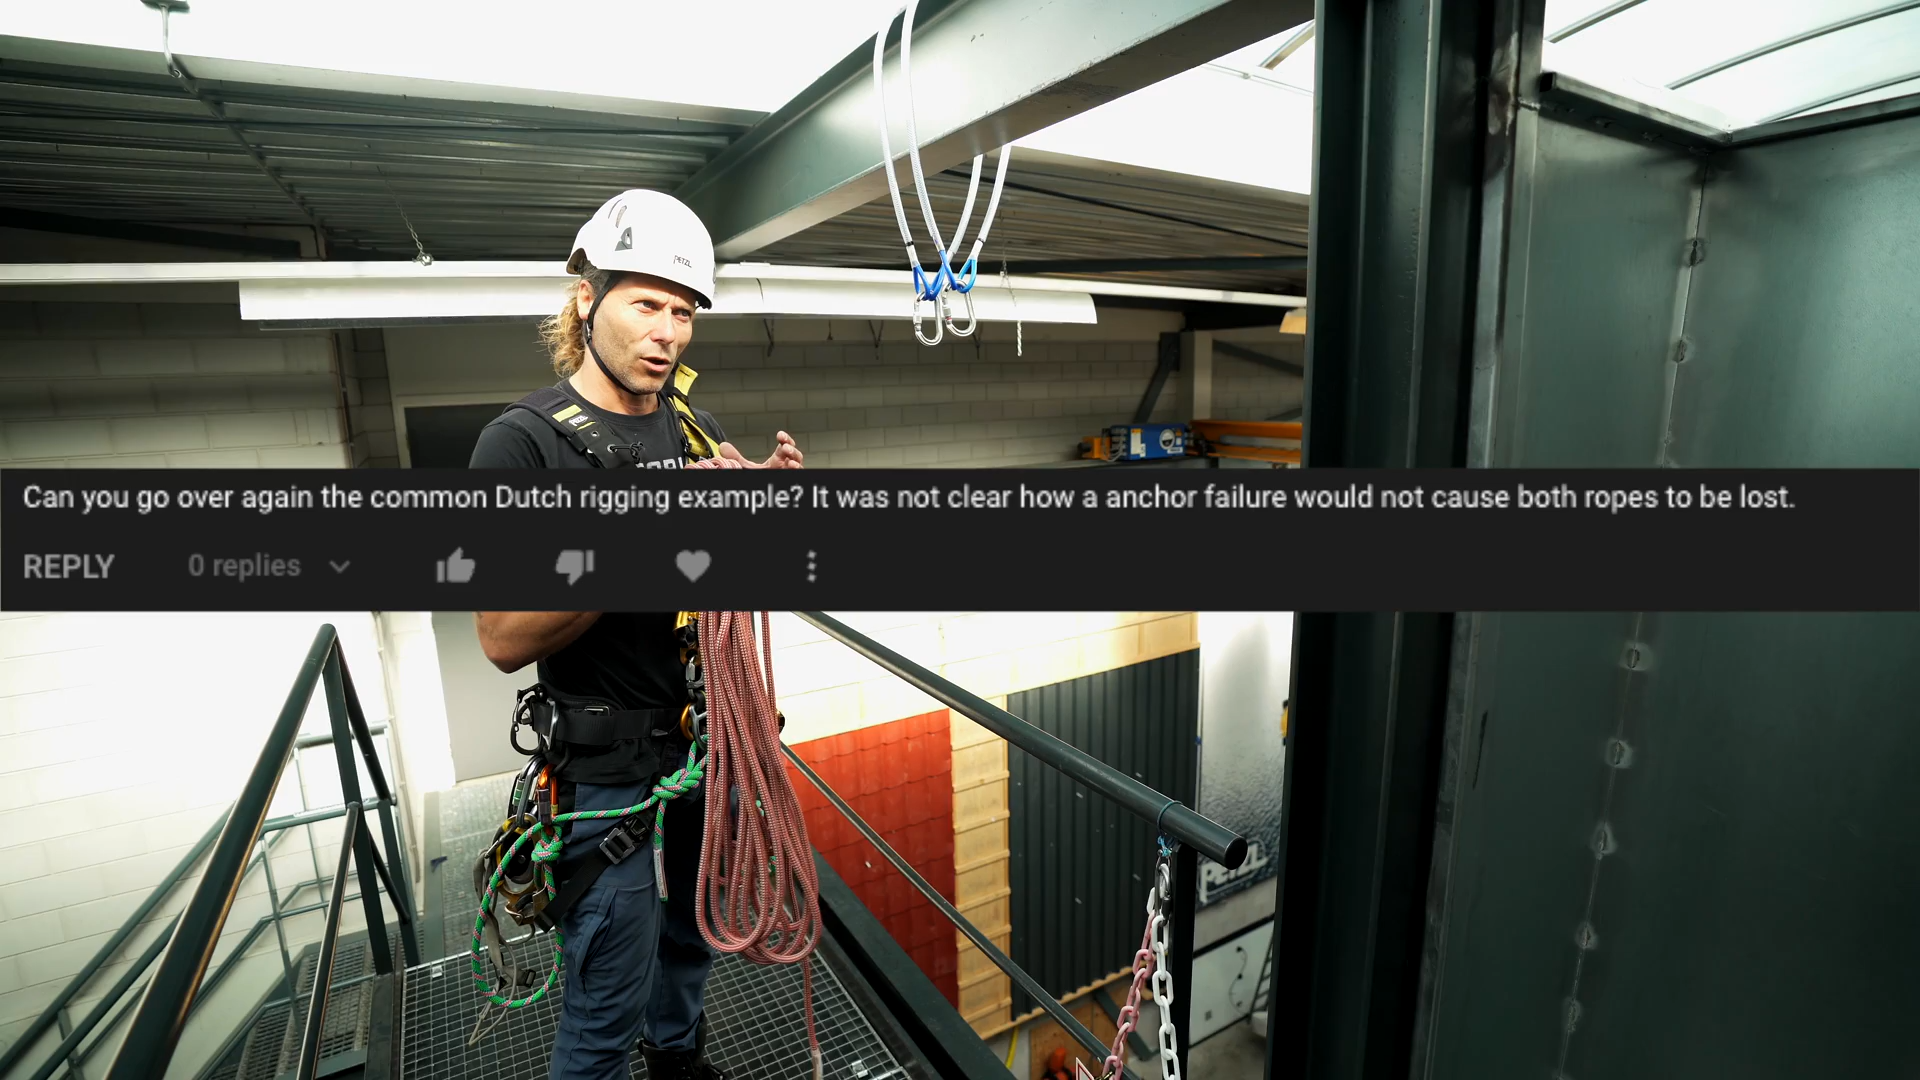 PETZL
Can you go over again the common Dutch rigging example? It was not clear how a anchor failure would not cause both ropes to be lost.
REPLY
0 replies
PETZL